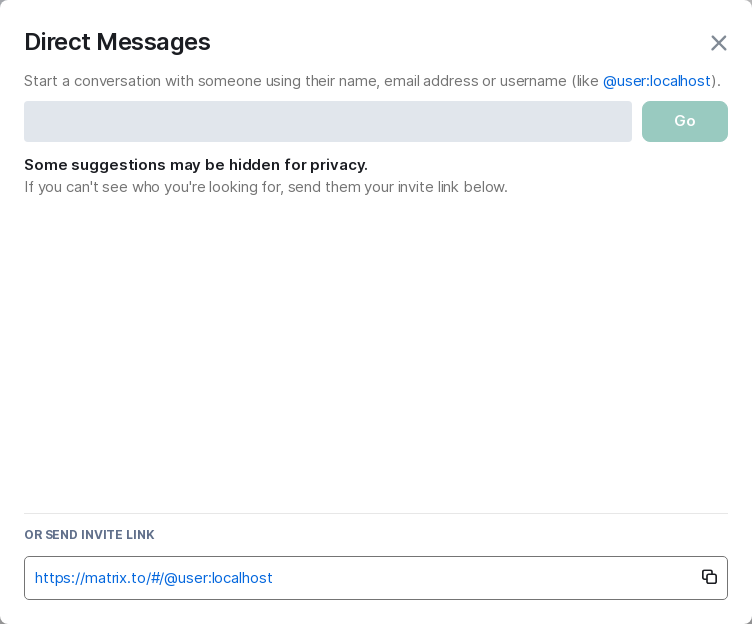 Direct Messages
Start a conversation with someone using their name, email address or username (like @user:localhost).
Go
Some suggestions may be hidden for privacy.
If you can't see who you're looking for, send them your invite link below.
OR SEND INVITE LINK
https://matrix.to/#/@user:localhost